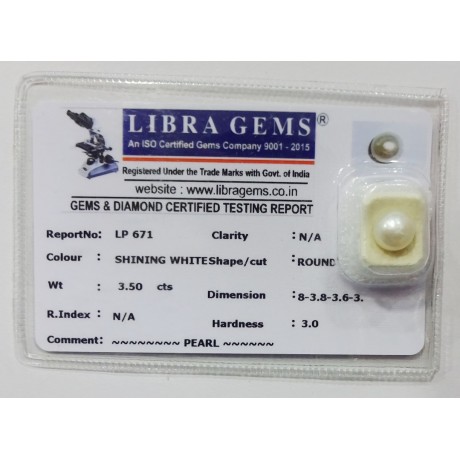 LIBRA GEMS®
An ISO Certified Gems Company 9001 - 2015
Registered Under the Trade Marks with Govt. of India
website : www.libragems.co.in
GEMS & DIAMOND CERTIFIED TESTING REPORT
ReportNo: LP 671 Clarity : N/A
Colour : SHINING WHITE Shape/cut : ROUND
Wt : 3.50 cts Dimension : 8-3.8-3.6-3.
R.Index : N/A Hardness : 3.0
Comment: ~~~~~~~~ PEARL ~~~~~~